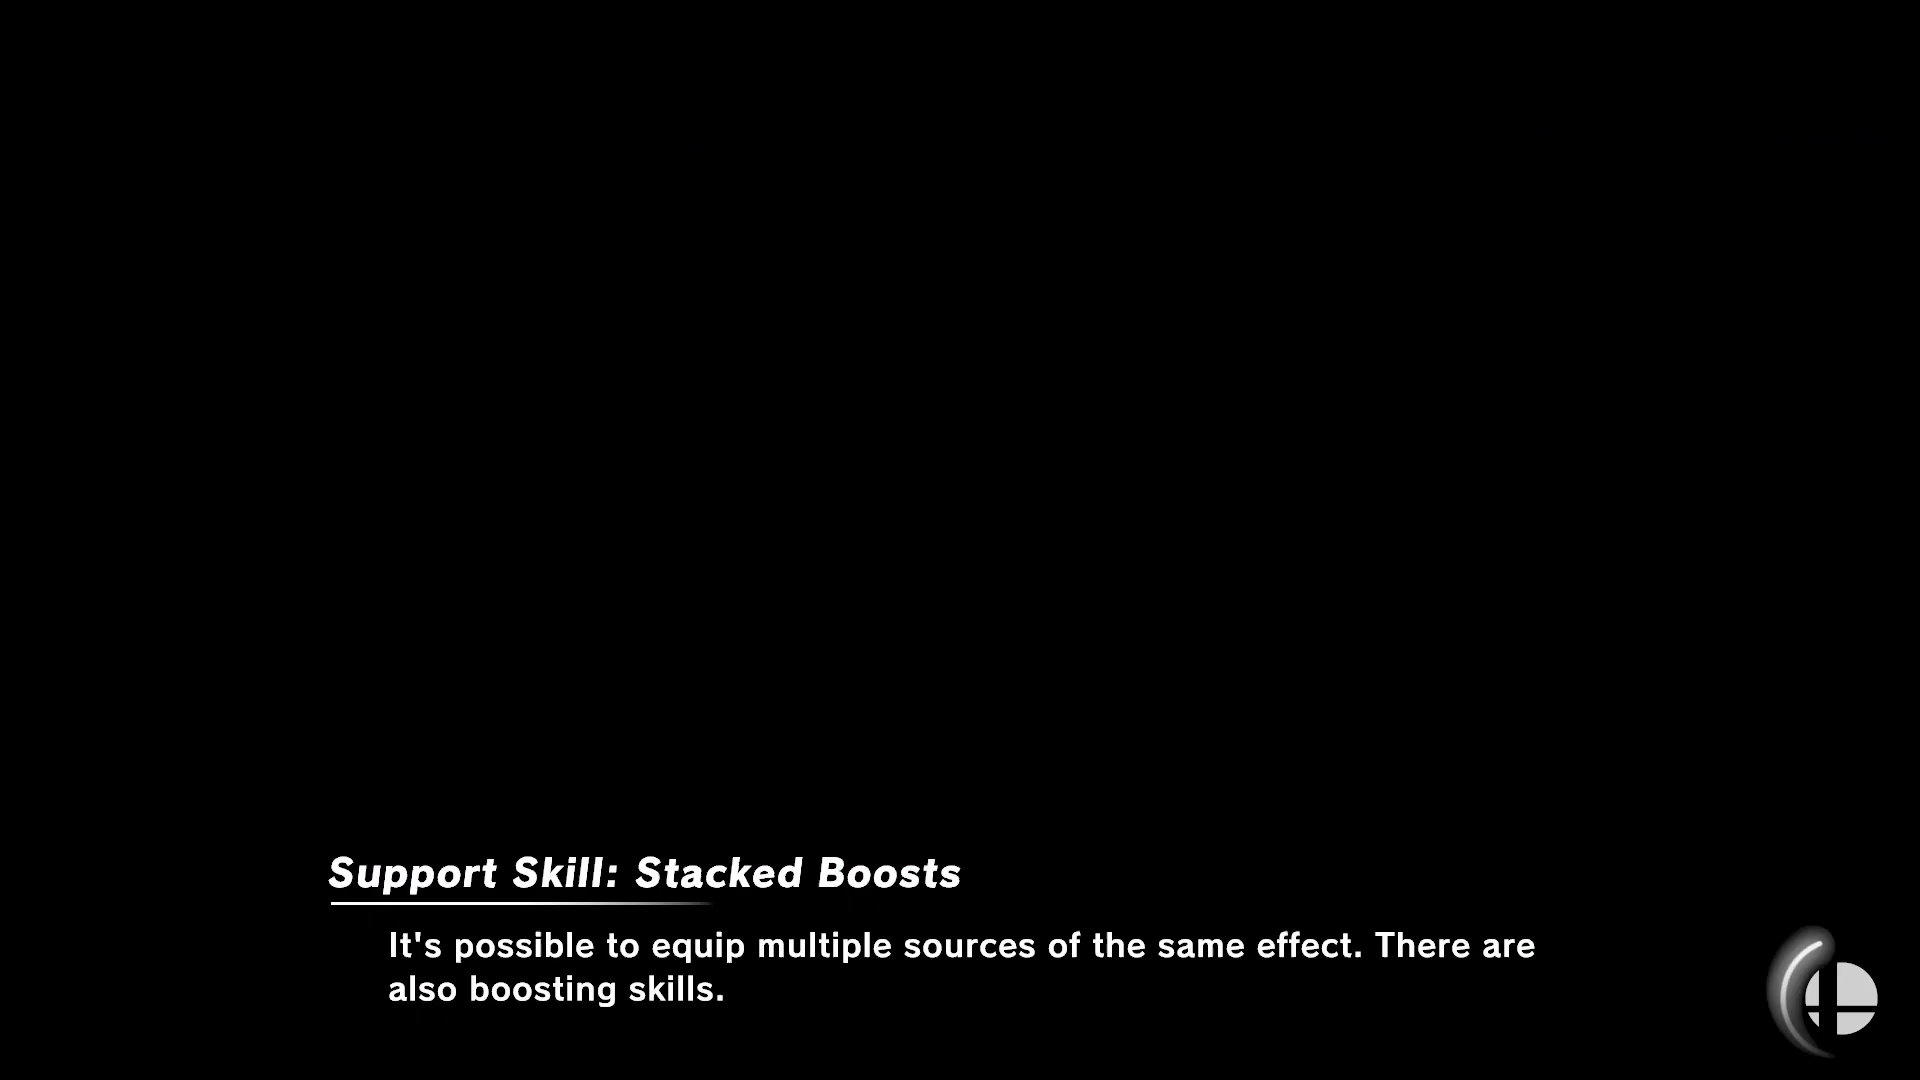 Support Skill: Stacked Boosts
It's possible to equip multiple sources of the same effect. There are
also boosting skills.